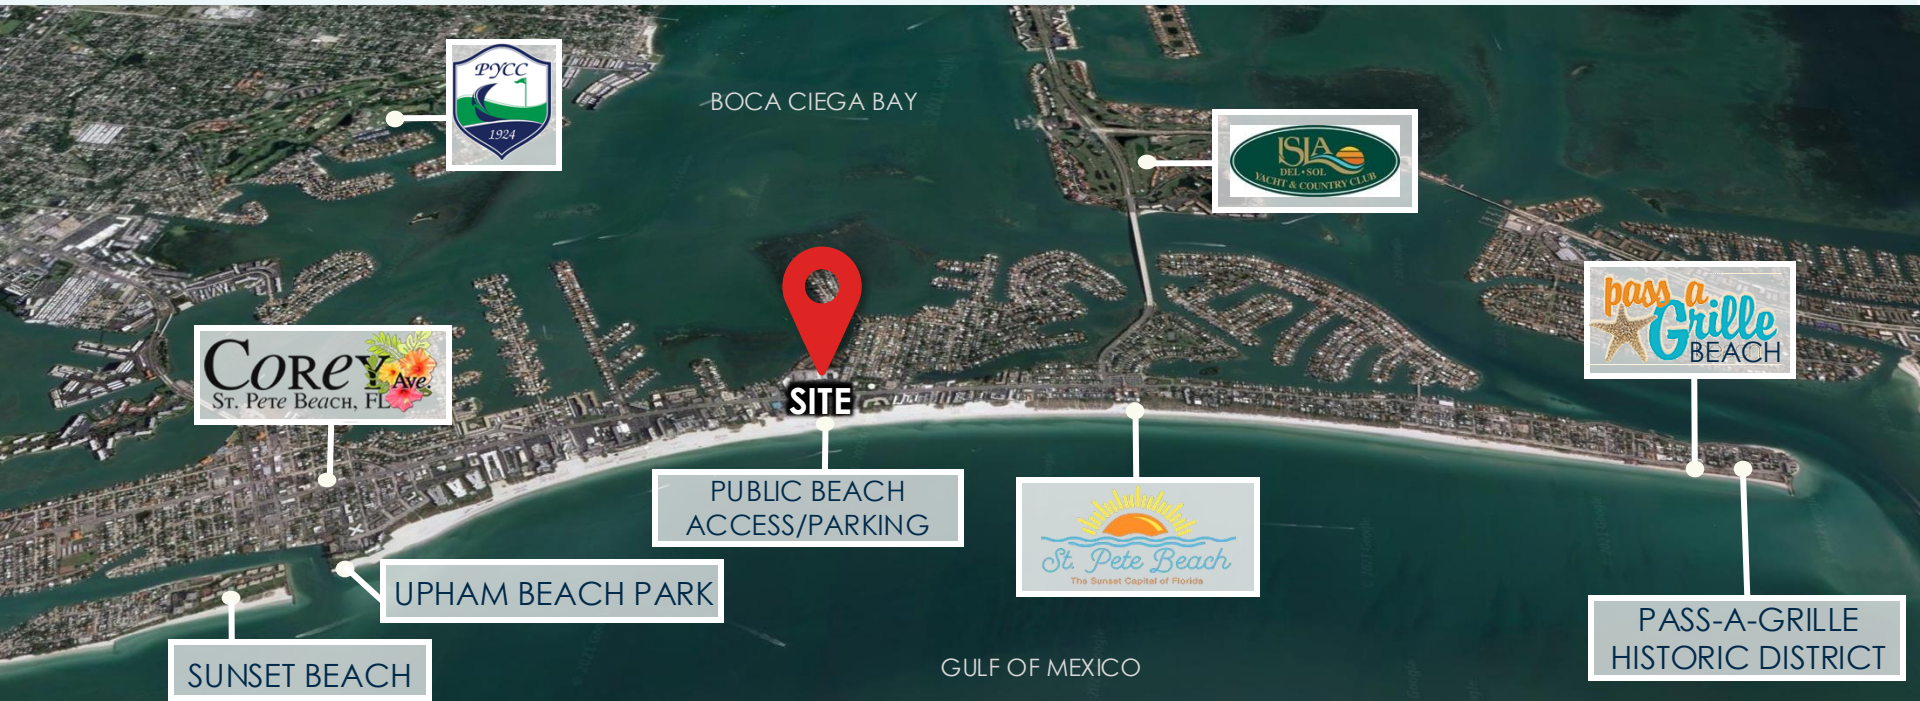 PYCC
1924
BOCA CIEGA BAY
ISLA
DEL•SOL
YACHT & COUNTRY CLUB
pass a
Grille
BEACH
COREY Ave.
ST. PETE BEACH, FL
SITE
PUBLIC BEACH
ACCESS/PARKING
St. Pete Beach
The Sunset Capital of Florida
UPHAM BEACH PARK
SUNSET BEACH
GULF OF MEXICO
PASS-A-GRILLE
HISTORIC DISTRICT